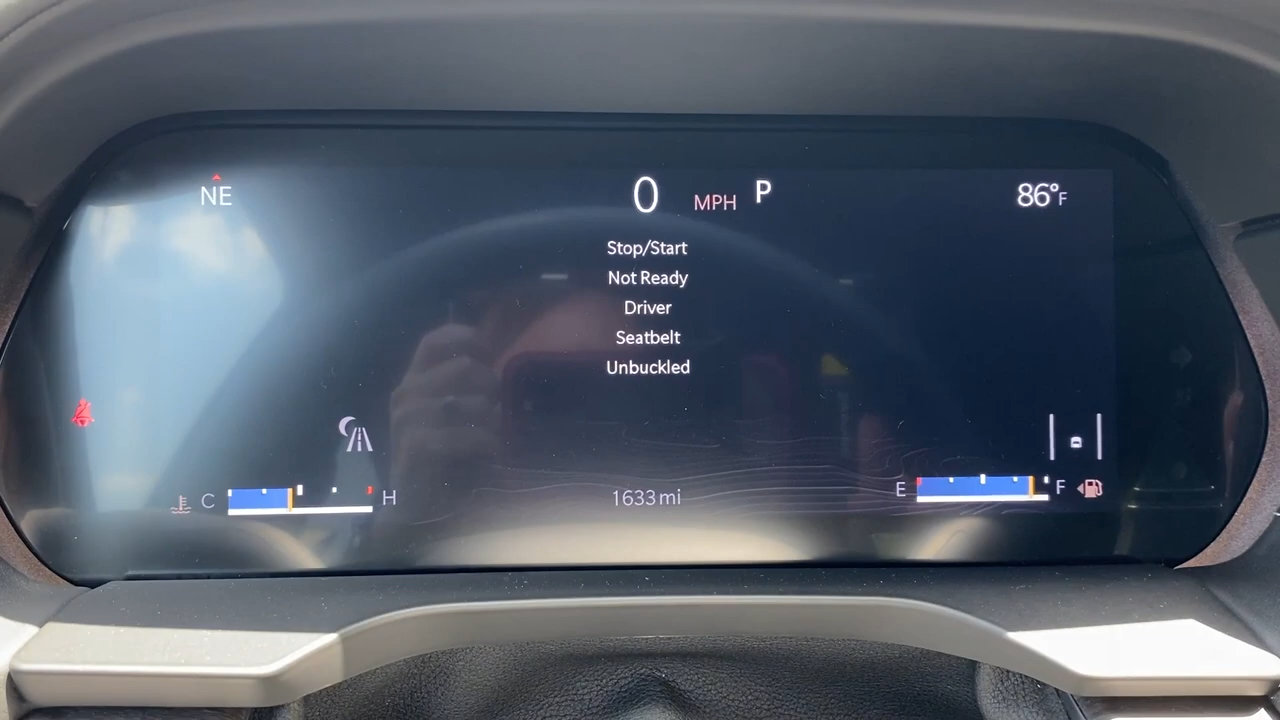 NE
0 MPH P
86°F
Stop/Start
Not Ready
Driver
Seatbelt
Unbuckled
C H
1633 mi
E F